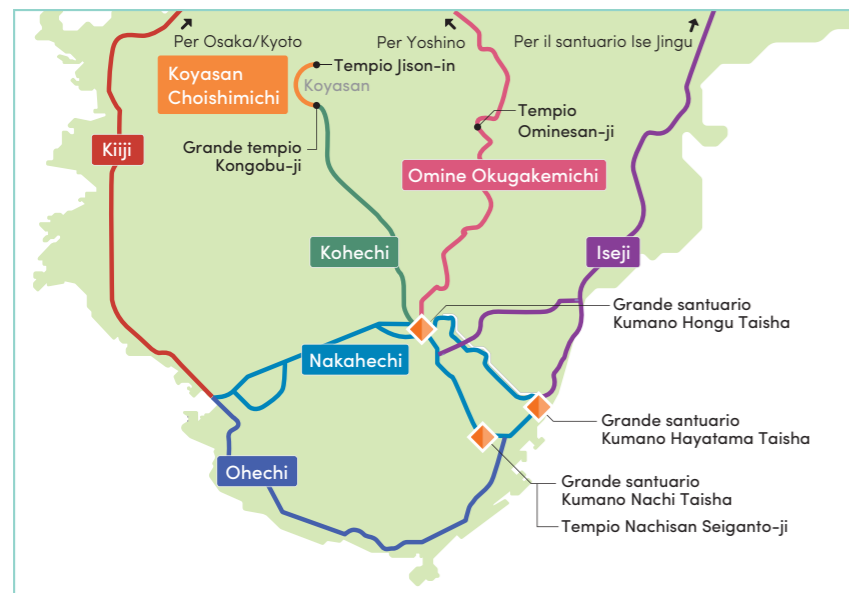 Per Osaka/Kyoto
Per Yoshino
Per il santuario Ise Jingu
Koyasan
Choishimichi
Tempio Jison-in
Koyasan
Tempio
Ominesan-ji
Kiiji
Grande tempio
Kongobu-ji
Omine Okugakemichi
Kohechi
Iseji
Grande santuario
Kumano Hongu Taisha
Nakahechi
Grande santuario
Kumano Hayatama Taisha
Ohechi
Grande santuario
Kumano Nachi Taisha
Tempio Nachisan Seiganto-ji